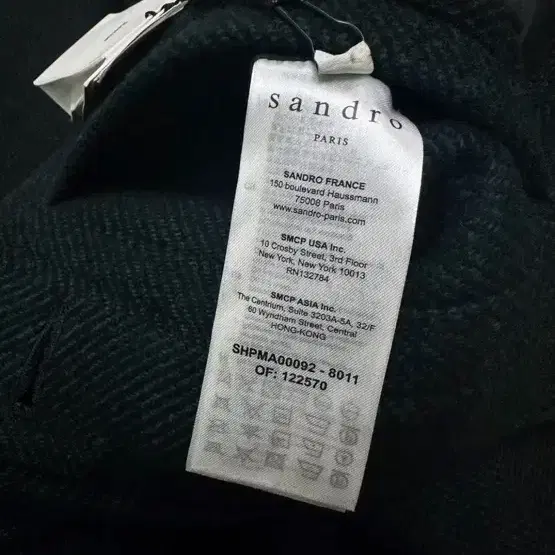 sandro
PARIS
SANDRO FRANCE
150 boulevard Haussmann
75008 Paris
www.sandro-paris.com
SMCP USA Inc.
10 Crosby Street, 3rd Floor
New York, New York 10013
RN132784
SMCP ASIA Inc.
The Centrium, Suite 3203A-5A, 32/F
60 Wyndham Street, Central
HONG-KONG
SHPMA00092 - 8011
OF: 122570